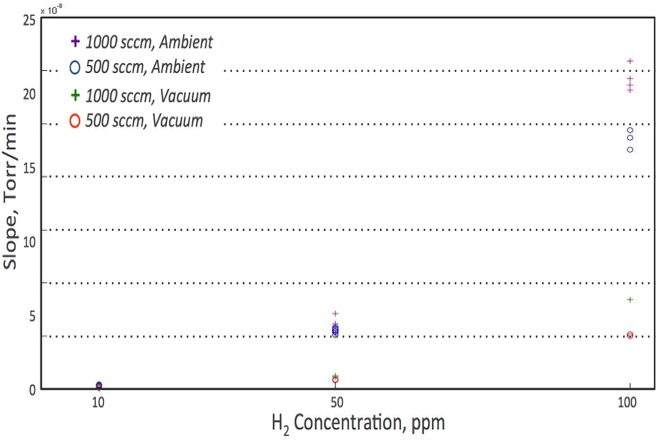 25
× 10⁻⁸
+ 1000 sccm, Ambient
O 500 sccm, Ambient
+ 1000 sccm, Vacuum
O 500 sccm, Vacuum
20
15
10
5
0
Slope, Torr/min
10
50
100
H₂ Concentration, ppm